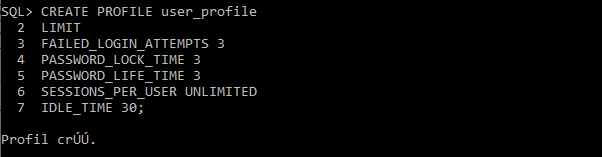 SQL> CREATE PROFILE user_profile
2 LIMIT
3 FAILED_LOGIN_ATTEMPTS 3
4 PASSWORD_LOCK_TIME 3
5 PASSWORD_LIFE_TIME 3
6 SESSIONS_PER_USER UNLIMITED
7 IDLE_TIME 30;
Profil crÚÚ.